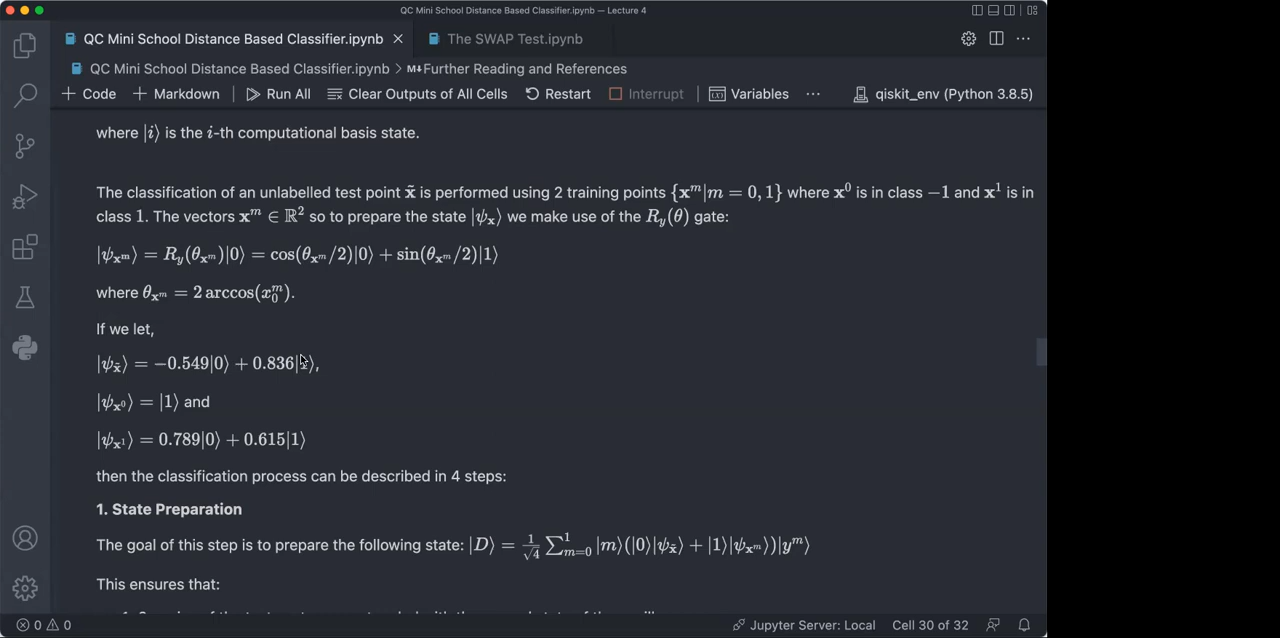 QC Mini School Distance Based Classifier.ipynb — Lecture 4
QC Mini School Distance Based Classifier.ipynb
The SWAP Test.ipynb
QC Mini School Distance Based Classifier.ipynb > M↓Further Reading and References
+ Code + Markdown Run All Clear Outputs of All Cells Restart Interrupt Variables ... qiskit_env (Python 3.8.5)
where |i⟩ is the i-th computational basis state.
The classification of an unlabelled test point x̃ is performed using 2 training points {x^m|m = 0, 1} where x^0 is in class −1 and x^1 is in
class 1. The vectors x^m ∈ ℝ^2 so to prepare the state |ψ_x⟩ we make use of the R_y(θ) gate:
|ψ_{x^m}⟩ = R_y(θ_{x^m})|0⟩ = cos(θ_{x^m}/2)|0⟩ + sin(θ_{x^m}/2)|1⟩
where θ_{x^m} = 2 arccos(x_0^m).
If we let,
|ψ_x̃⟩ = −0.549|0⟩ + 0.836|1⟩,
|ψ_{x^0}⟩ = |1⟩ and
|ψ_{x^1}⟩ = 0.789|0⟩ + 0.615|1⟩
then the classification process can be described in 4 steps:
1. State Preparation
The goal of this step is to prepare the following state: |D⟩ = 1/√4 ∑_{m=0}^{1} |m⟩(|0⟩|ψ_x̃⟩ + |1⟩|ψ_{x^m}⟩)|y^m⟩
This ensures that:
0 0 Jupyter Server: Local Cell 30 of 32